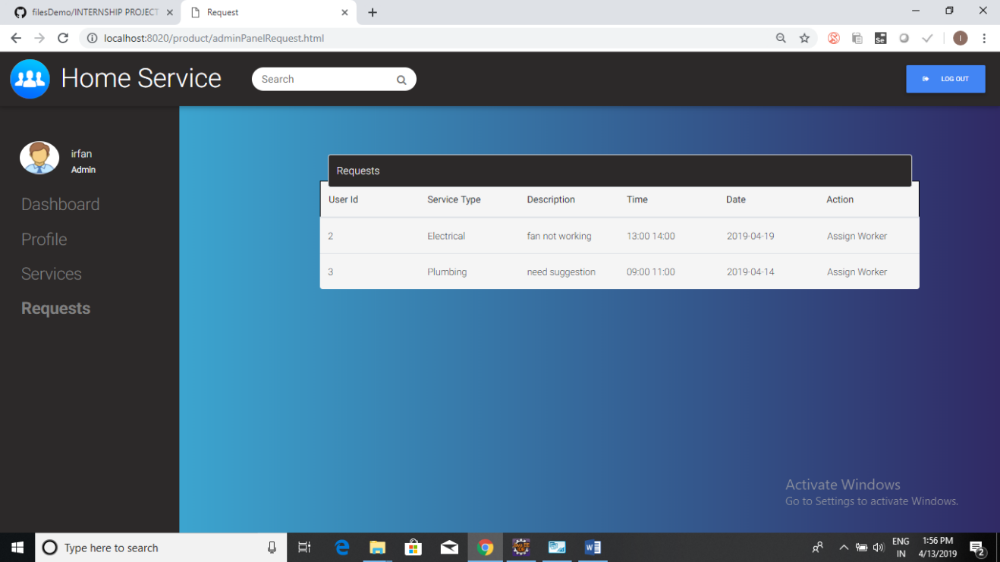 filesDemo/INTERNSHIP PROJECT
Request
localhost:8020/product/adminPanelRequest.html
Se
I
Home Service
Search
LOG OUT
irfan
Admin
Dashboard
Profile
Services
Requests
Requests
User Id Service Type Description Time Date Action
2 Electrical fan not working 13:00 14:00 2019-04-19 Assign Worker
3 Plumbing need suggestion 09:00 11:00 2019-04-14 Assign Worker
Activate Windows
Go to Settings to activate Windows.
Type here to search
ENG
IN
1:56 PM
4/13/2019
2